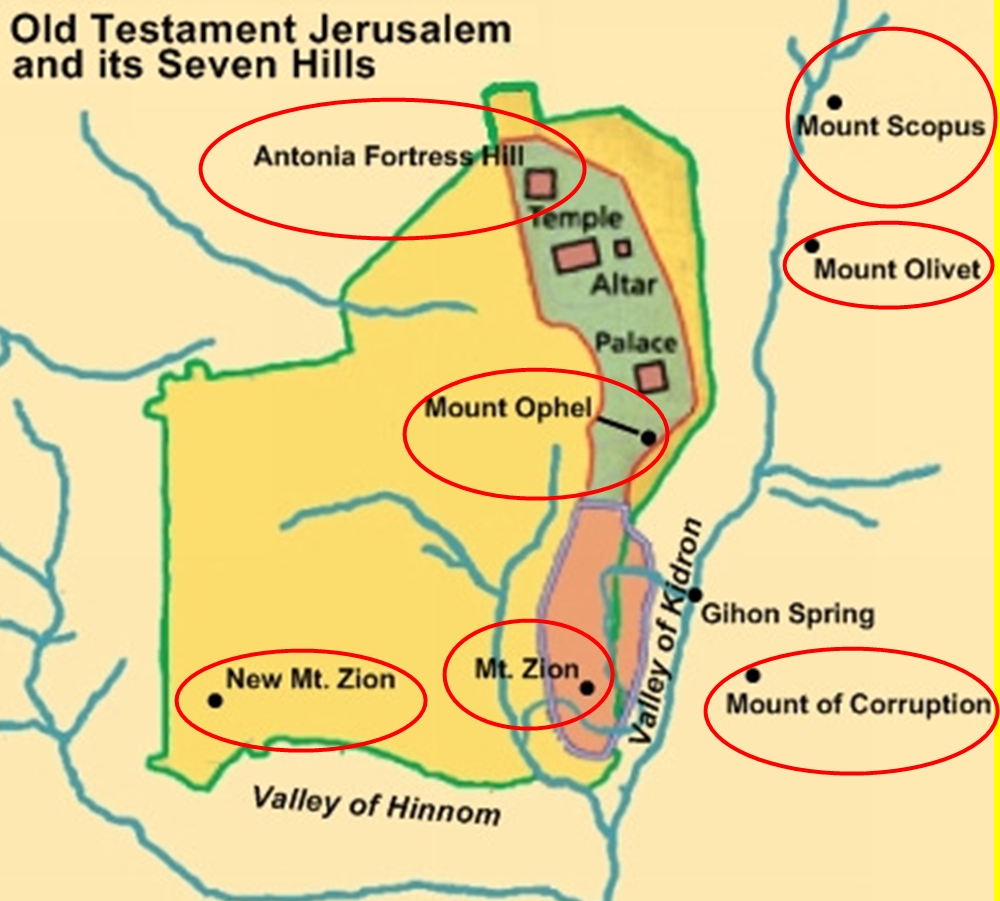 Old Testament Jerusalem
and its Seven Hills
Mount Scopus
Antonia Fortress Hill
Temple
Mount Olivet
Altar
Palace
Mount Ophel
Valley of Kidron
Gihon Spring
Mt. Zion
New Mt. Zion
Mount of Corruption
Valley of Hinnom